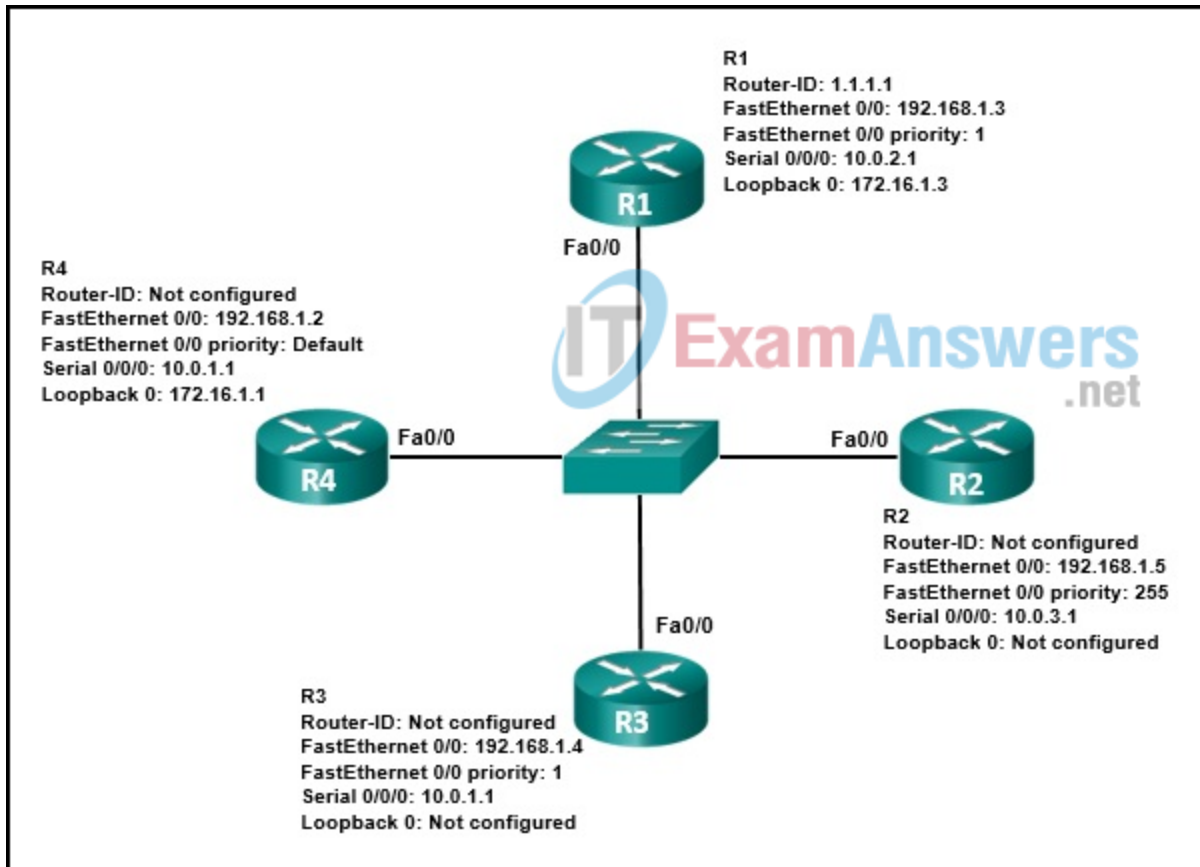 R1
Router-ID: 1.1.1.1
FastEthernet 0/0: 192.168.1.3
FastEthernet 0/0 priority: 1
Serial 0/0/0: 10.0.2.1
Loopback 0: 172.16.1.3
R1
Fa0/0
R4
Router-ID: Not configured
FastEthernet 0/0: 192.168.1.2
FastEthernet 0/0 priority: Default
Serial 0/0/0: 10.0.1.1
Loopback 0: 172.16.1.1
IT ExamAnswers
.net
R4
Fa0/0
Fa0/0
R2
R2
Router-ID: Not configured
FastEthernet 0/0: 192.168.1.5
FastEthernet 0/0 priority: 255
Serial 0/0/0: 10.0.3.1
Loopback 0: Not configured
Fa0/0
R3
R3
Router-ID: Not configured
FastEthernet 0/0: 192.168.1.4
FastEthernet 0/0 priority: 1
Serial 0/0/0: 10.0.1.1
Loopback 0: Not configured